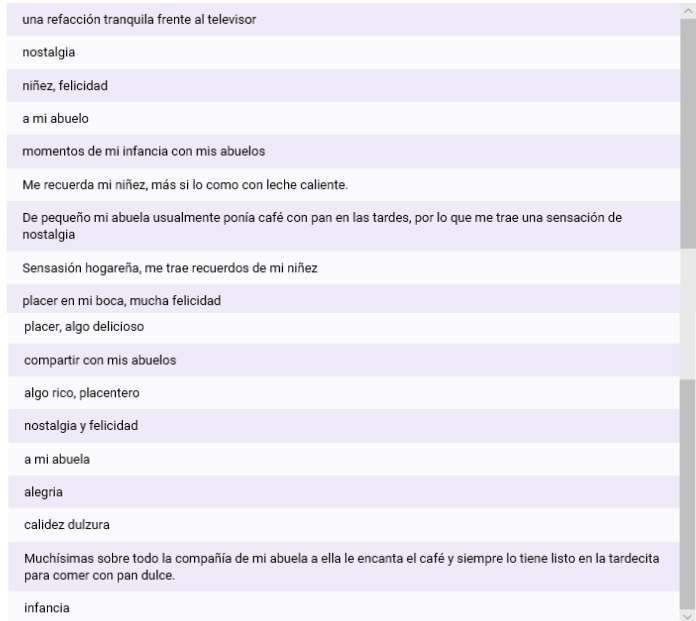 una refacción tranquila frente al televisor
nostalgia
niñez, felicidad
a mi abuelo
momentos de mi infancia con mis abuelos
Me recuerda mi niñez, más si lo como con leche caliente.
De pequeño mi abuela usualmente ponía café con pan en las tardes, por lo que me trae una sensación de
nostalgia
Sensasión hogareña, me trae recuerdos de mi niñez
placer en mi boca, mucha felicidad
placer, algo delicioso
compartir con mis abuelos
algo rico, placentero
nostalgia y felicidad
a mi abuela
alegria
calidez dulzura
Muchísimas sobre todo la compañía de mi abuela a ella le encanta el café y siempre lo tiene listo en la tardecita
para comer con pan dulce.
infancia